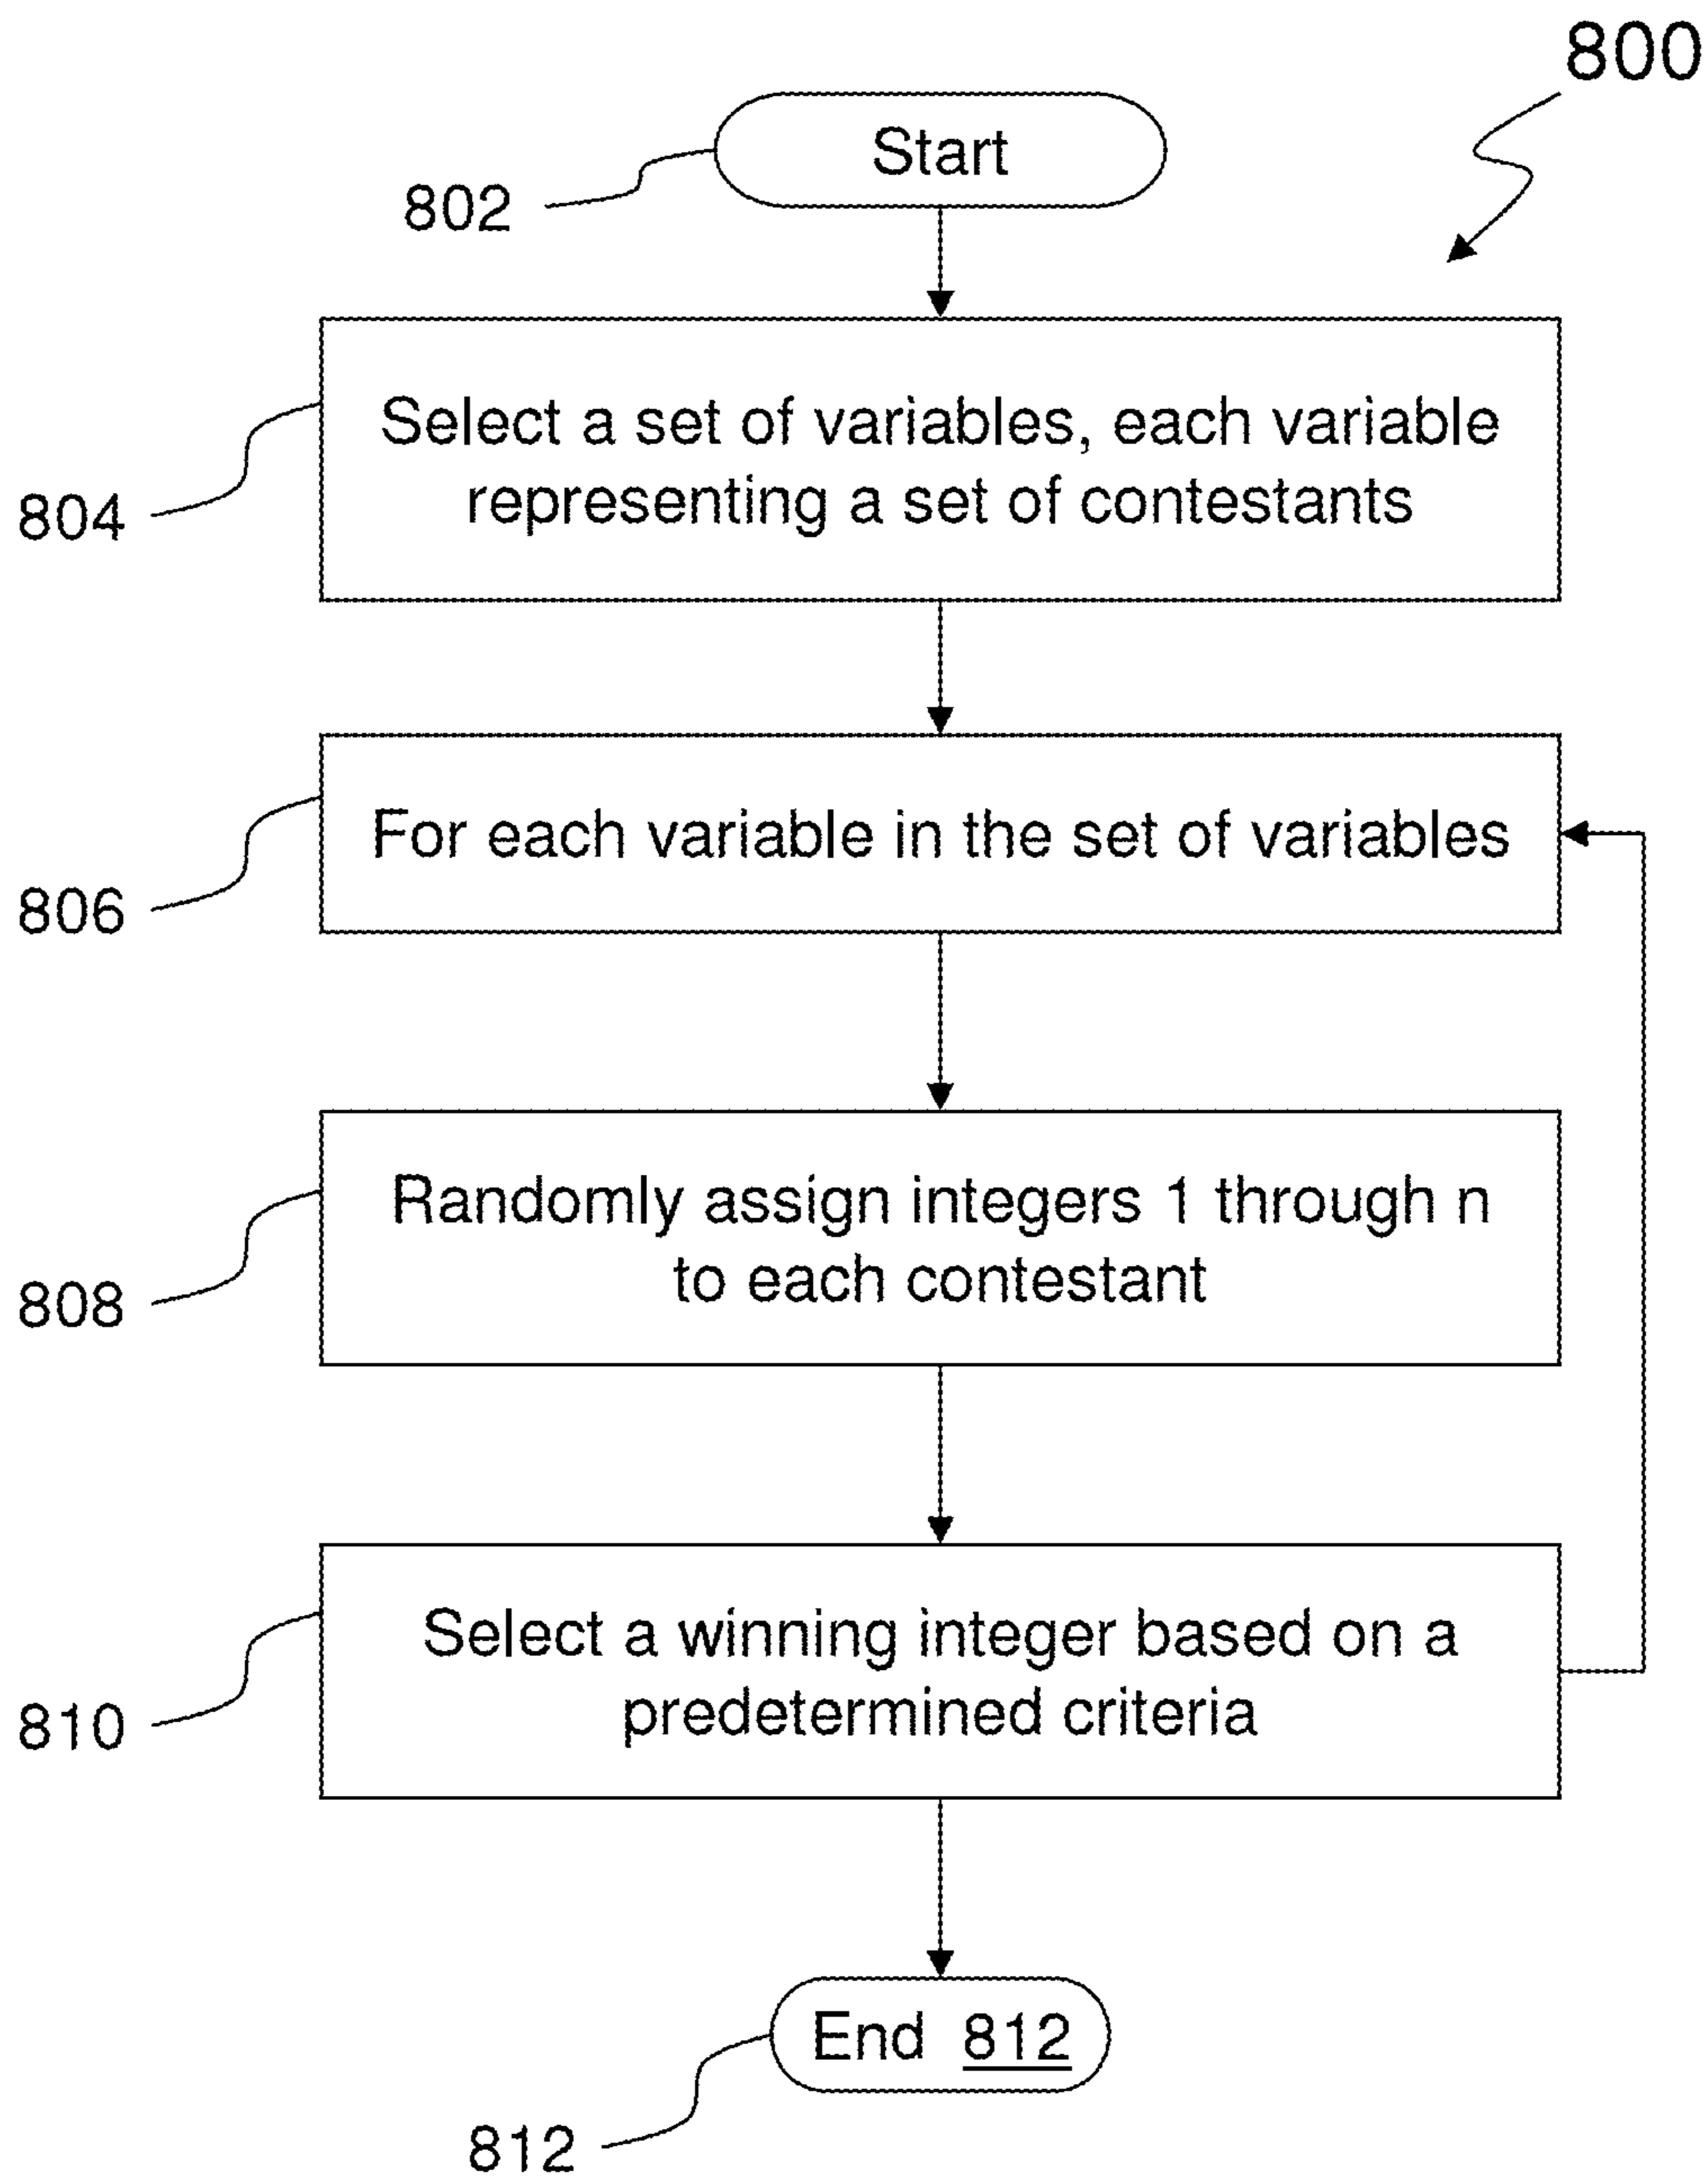 800
Start
802
Select a set of variables, each variable
representing a set of contestants
804
For each variable in the set of variables
806
Randomly assign integers 1 through n
to each contestant
808
Select a winning integer based on a
predetermined criteria
810
End 812
812